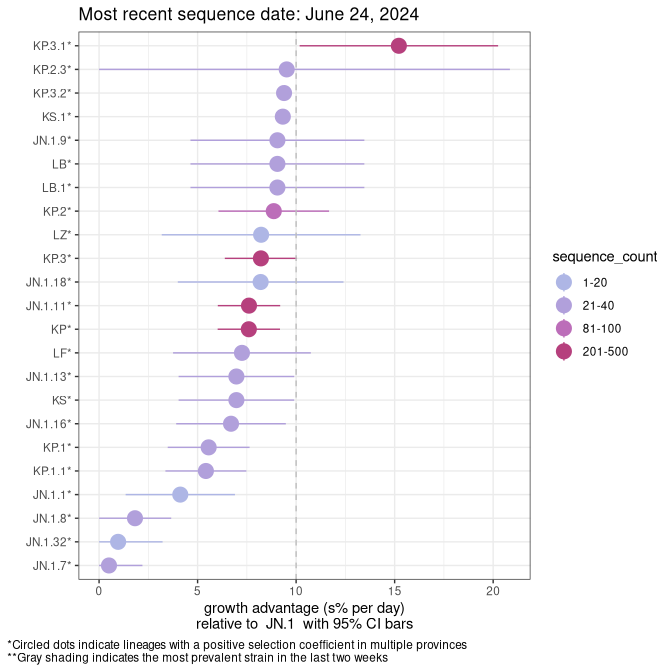 Most recent sequence date: June 24, 2024
KP.3.1*
KP.2.3*
KP.3.2*
KS.1*
JN.1.9*
LB*
LB.1*
KP.2*
LZ*
KP.3*
JN.1.18*
JN.1.11*
KP*
LF*
JN.1.13*
KS*
JN.1.16*
KP.1*
KP.1.1*
JN.1.1*
JN.1.8*
JN.1.32*
JN.1.7*
0 5 10 15 20
growth advantage (s% per day)
relative to JN.1 with 95% CI bars
sequence_count
1-20
21-40
81-100
201-500
*Circled dots indicate lineages with a positive selection coefficient in multiple provinces
**Gray shading indicates the most prevalent strain in the last two weeks